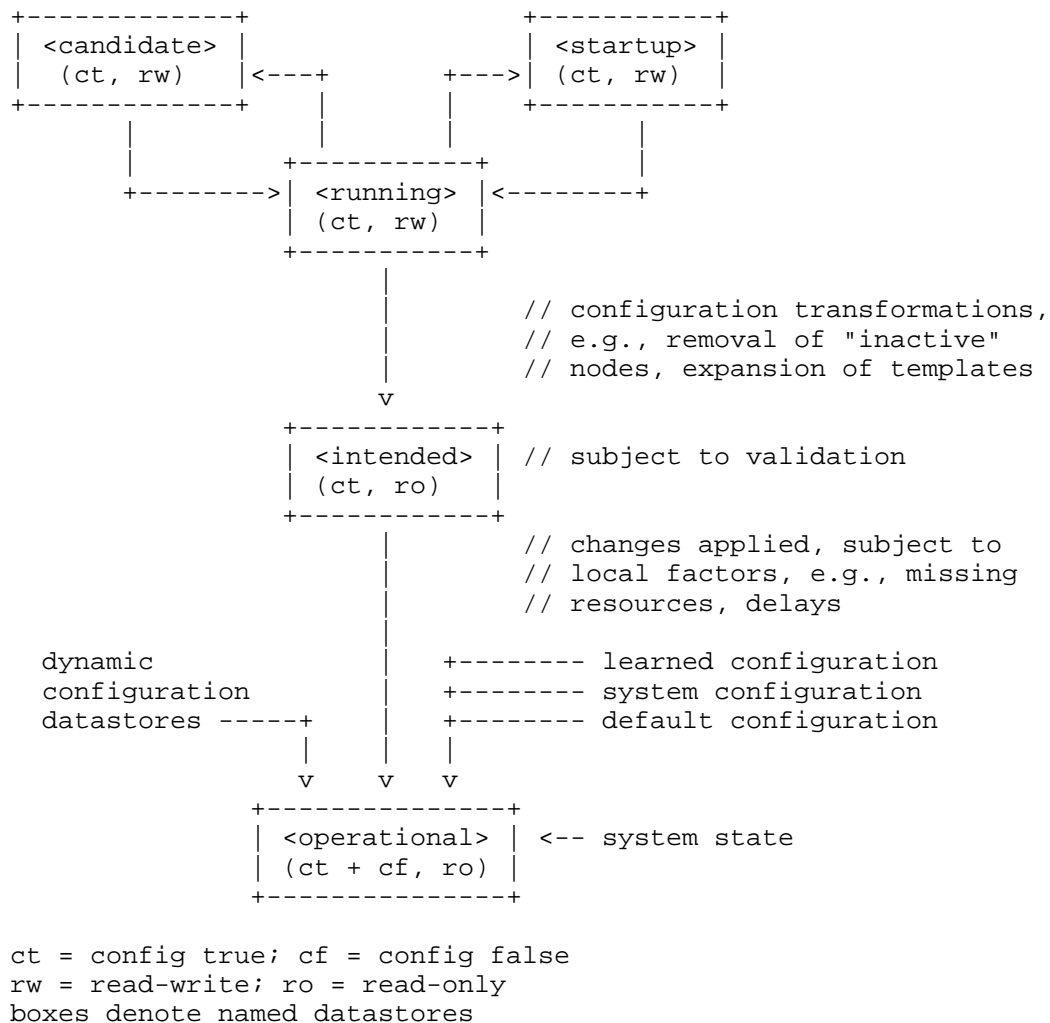 <candidate> <startup>
(ct, rw) <---+ +---> (ct, rw)
<running>
(ct, rw)
// configuration transformations,
// e.g., removal of "inactive"
// nodes, expansion of templates
<intended> // subject to validation
(ct, ro)
// changes applied, subject to
// local factors, e.g., missing
// resources, delays
dynamic +-------- learned configuration
configuration +-------- system configuration
datastores -----+ +-------- default configuration
<operational> <-- system state
(ct + cf, ro)
ct = config true; cf = config false
rw = read-write; ro = read-only
boxes denote named datastores